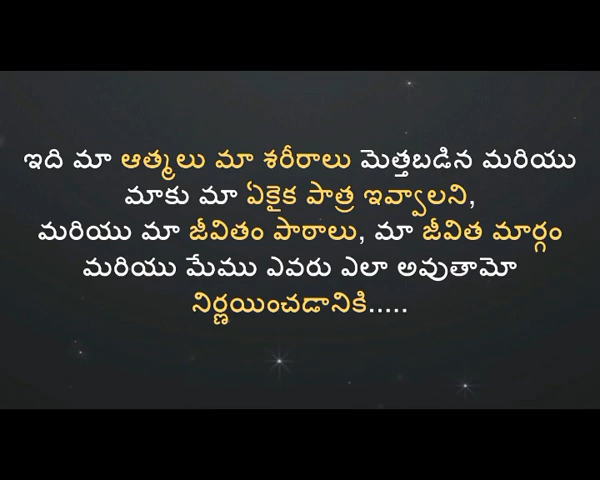 ఇది మా ఆత్మలు మా శరీరాలు మెత్తబడిన మరియు
మాకు మా ఏకైక పాత్ర ఇవ్వాలని,
మరియు మా జీవితం పాఠాలు, మా జీవిత మార్గం
మరియు మేము ఎవరు ఎలా అవుతామో
నిర్ణయించడానికి.....